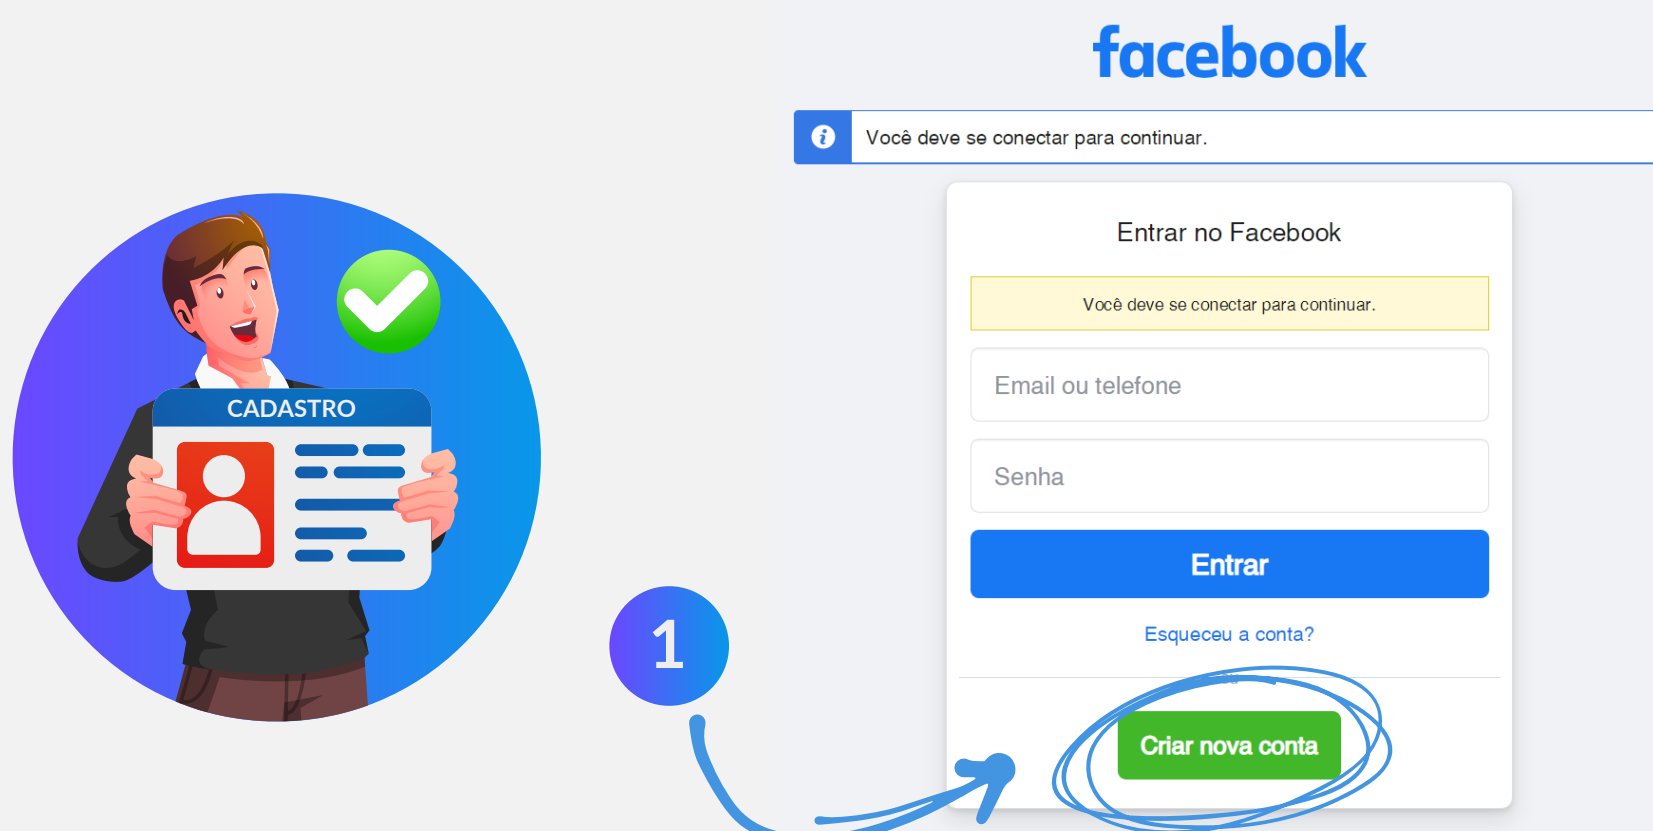 facebook
Você deve se conectar para continuar.
Entrar no Facebook
Você deve se conectar para continuar.
Email ou telefone
Senha
Entrar
Esqueceu a conta?
Criar nova conta
CADASTRO
1